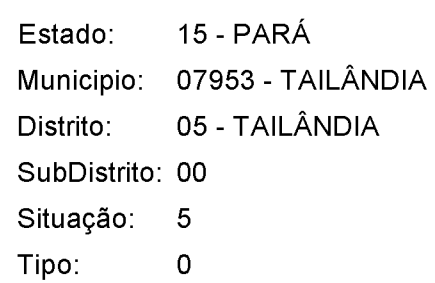 Estado: 15 - PARÁ
Municipio: 07953 - TAILÂNDIA
Distrito: 05 - TAILÂNDIA
SubDistrito: 00
Situação: 5
Tipo: 0